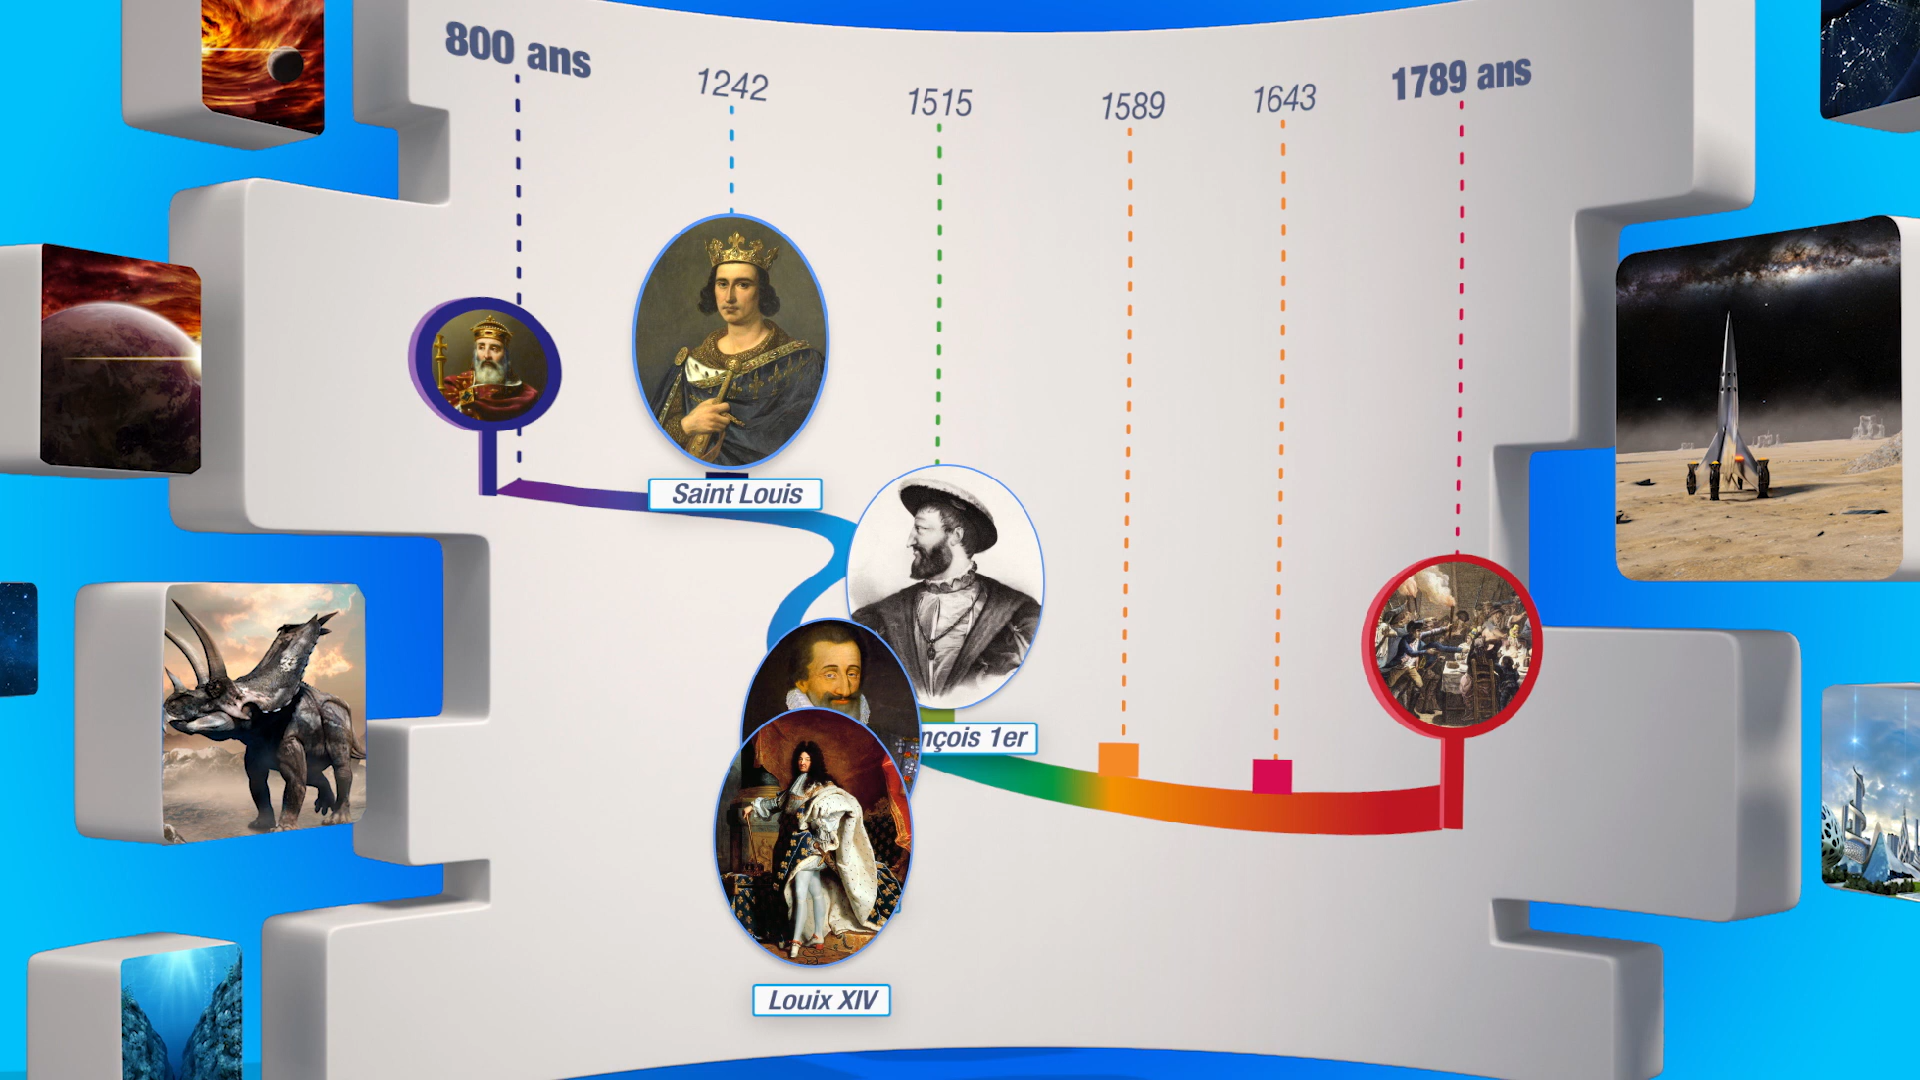 800 ans
1242
1515
1589
1643
1789 ans
Saint Louis
nçois 1er
Louix XIV